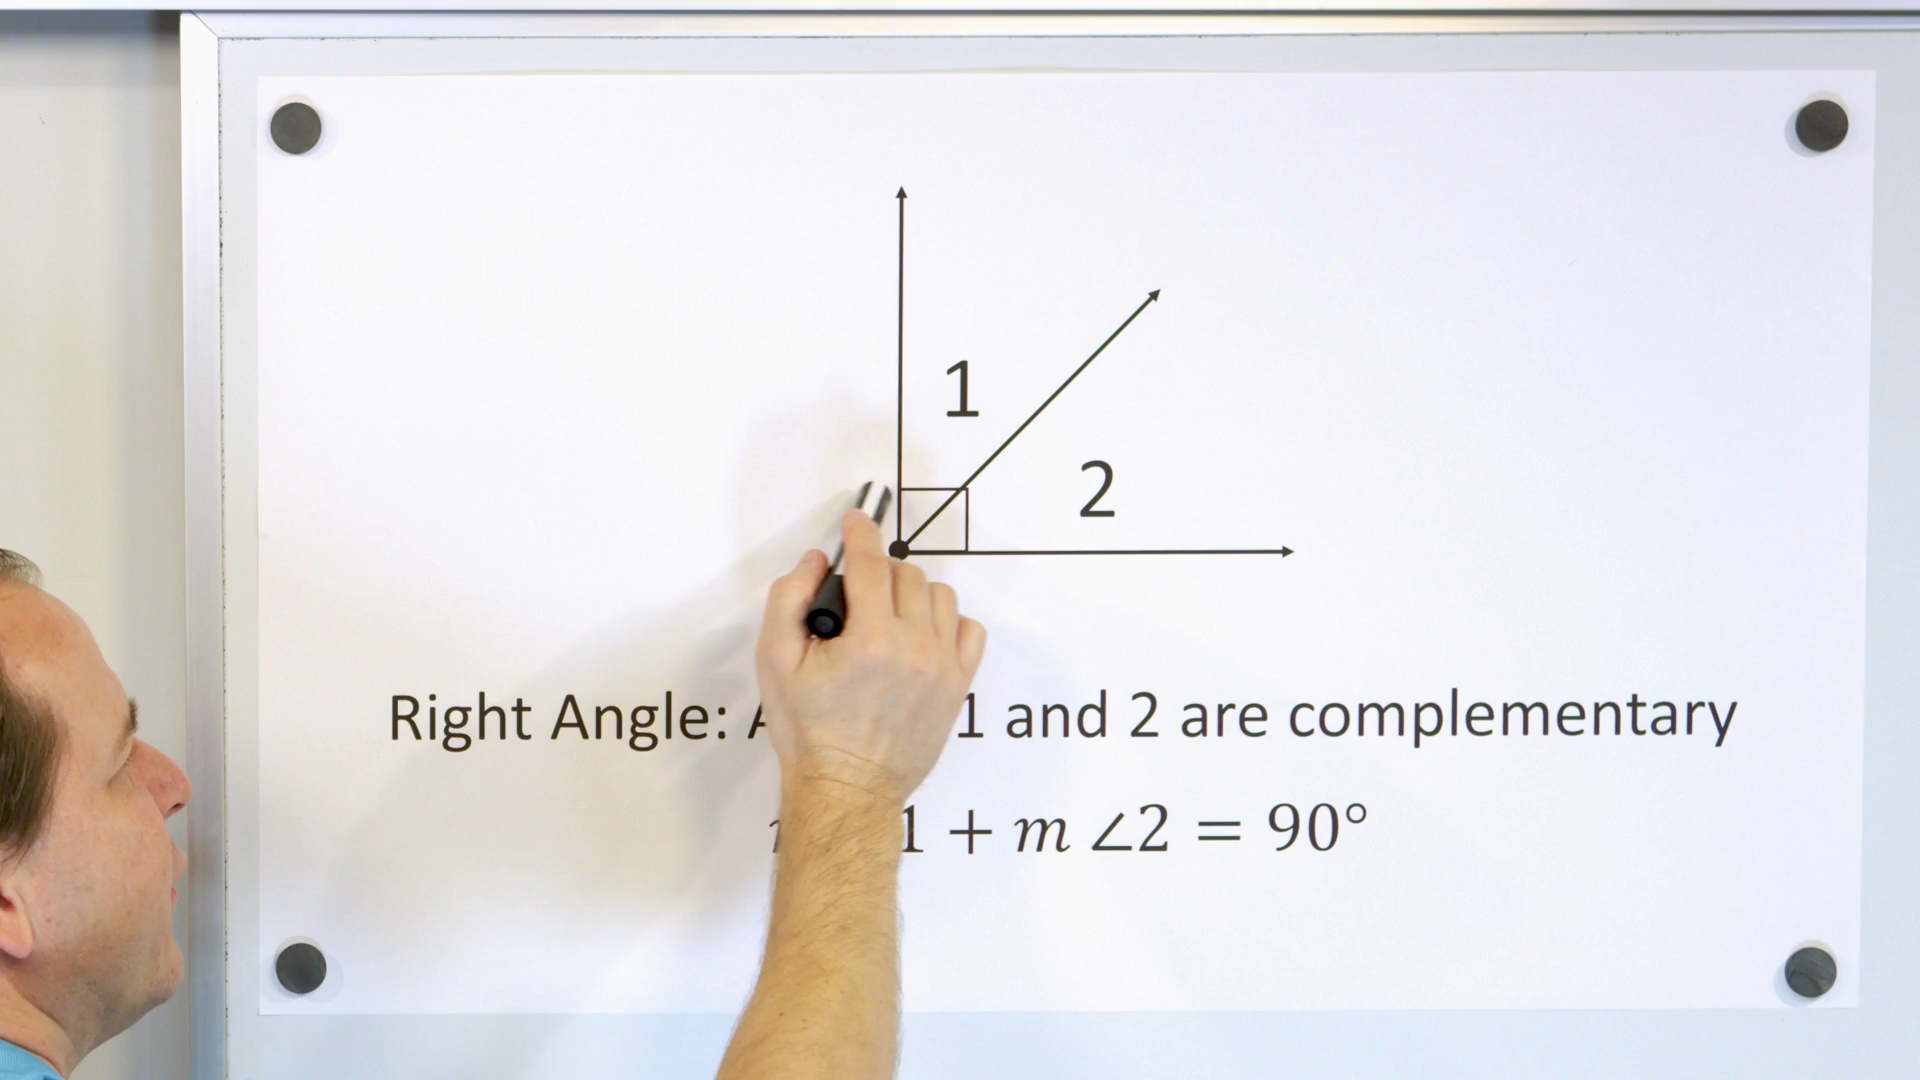 1
2
Right Angle: 1 and 2 are complementary
1 + m ∠2 = 90°